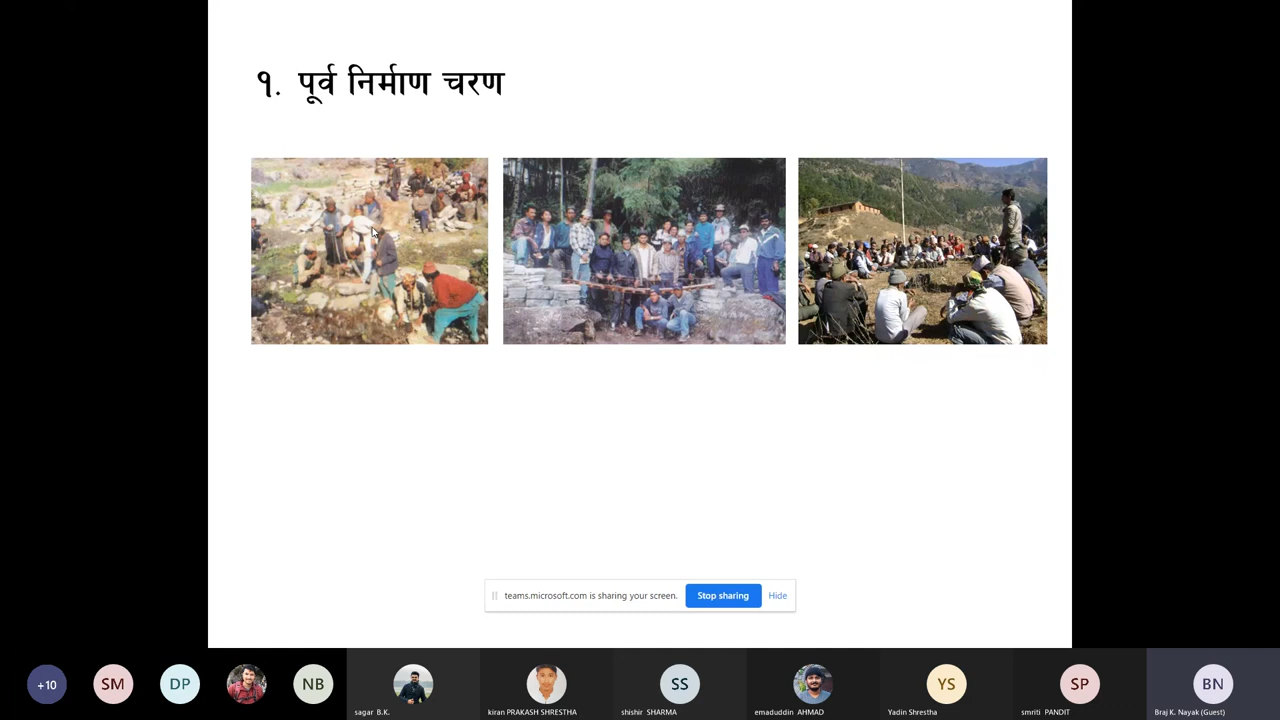 १. पूर्व निर्माण चरण
teams.microsoft.com is sharing your screen. Stop sharing Hide
+10 SM DP NB SS YS SP BN
sagar B.K. kiran PRAKASH SHRESTHA shishir SHARMA emaduddin AHMAD Yadin Shrestha smriti PANDIT Braj K. Nayak (Guest)